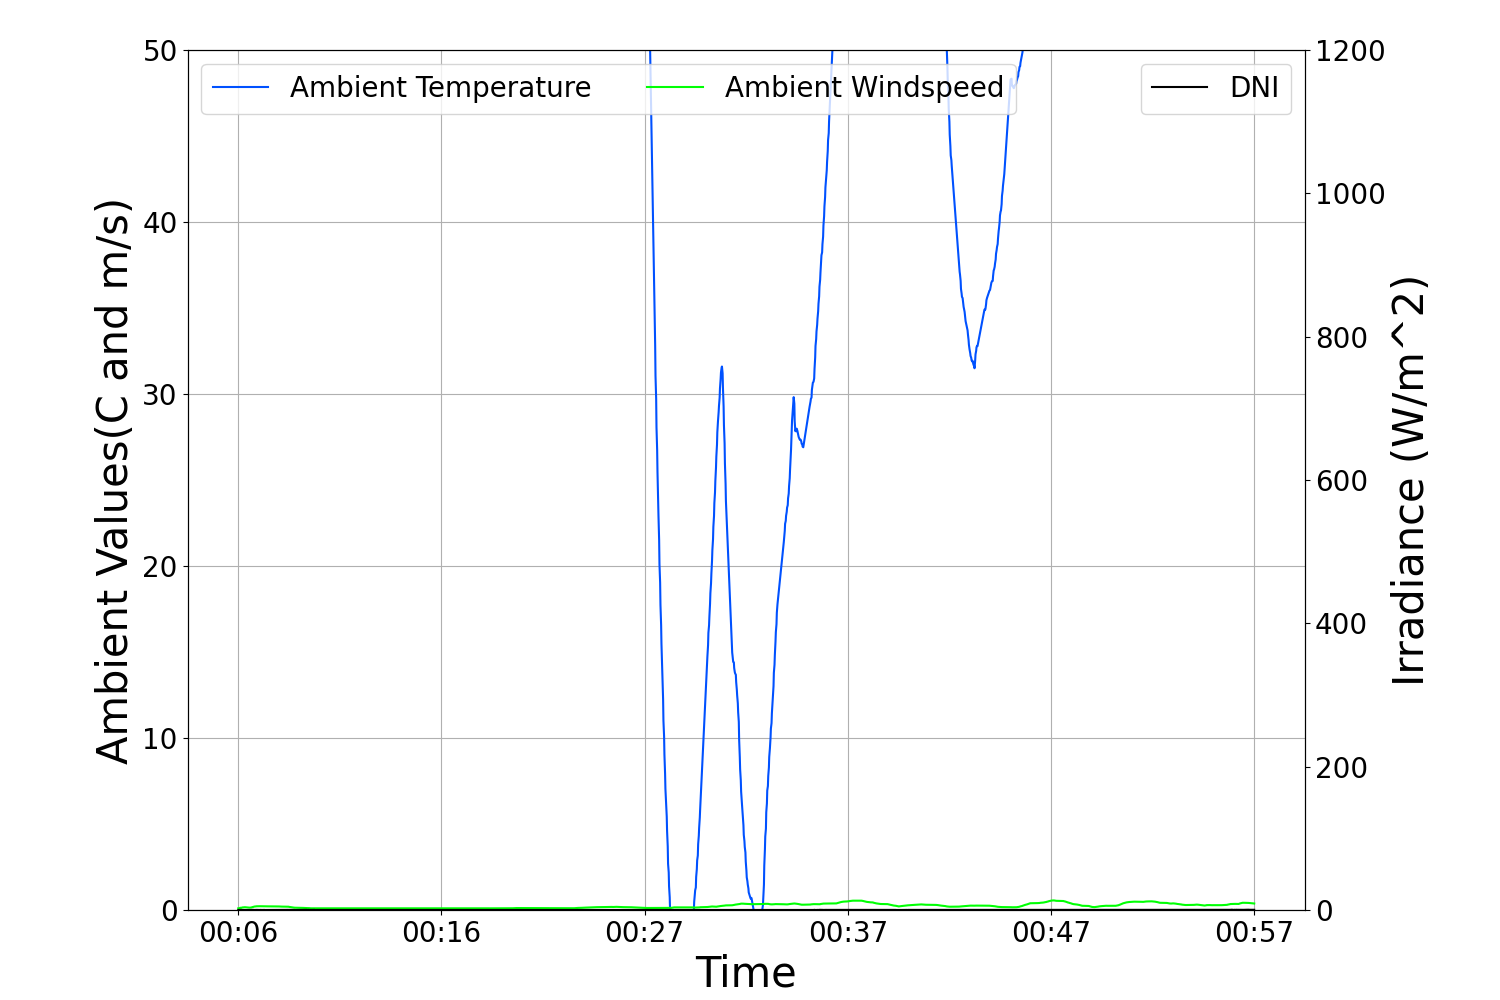 Ambient Temperature
Ambient Windspeed
DNI
Ambient Values(C and m/s)
50
40
30
20
10
0
1200
1000
800
600
400
200
0
Irradiance (W/m^2)
00:06 00:16 00:27 00:37 00:47 00:57
Time